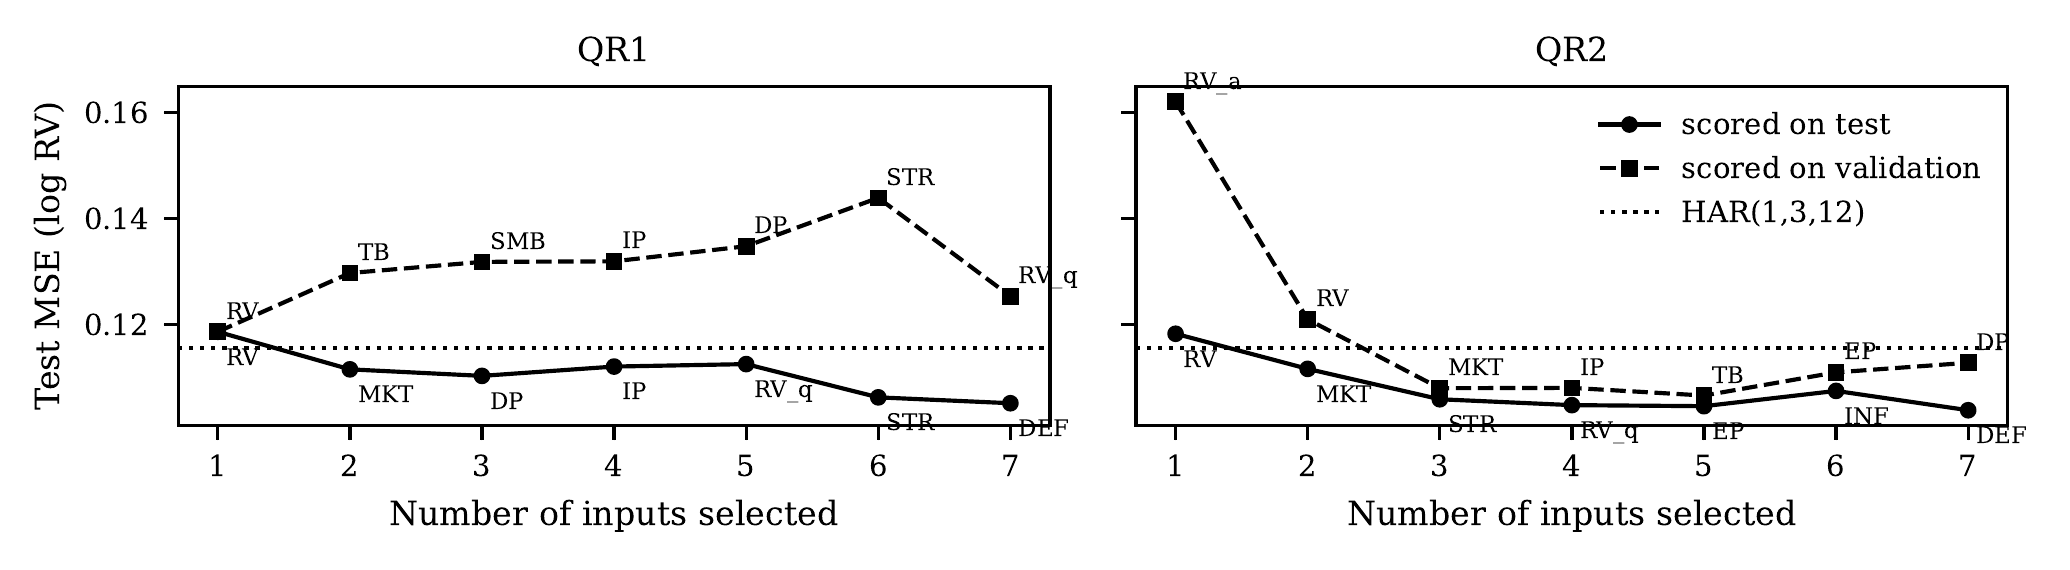 QR1
QR2
Test MSE (log RV)
0.16
0.14
0.12
RV
TB
SMB
IP
DP
STR
RV_q
RV
MKT
DP
IP
RV_q
STR
DEF
1 2 3 4 5 6 7
Number of inputs selected
RV_a
RV
MKT
IP
TB
EP
DP
RV
MKT
STR
RV_q
EP
INF
DEF
scored on test
scored on validation
HAR(1,3,12)
1 2 3 4 5 6 7
Number of inputs selected